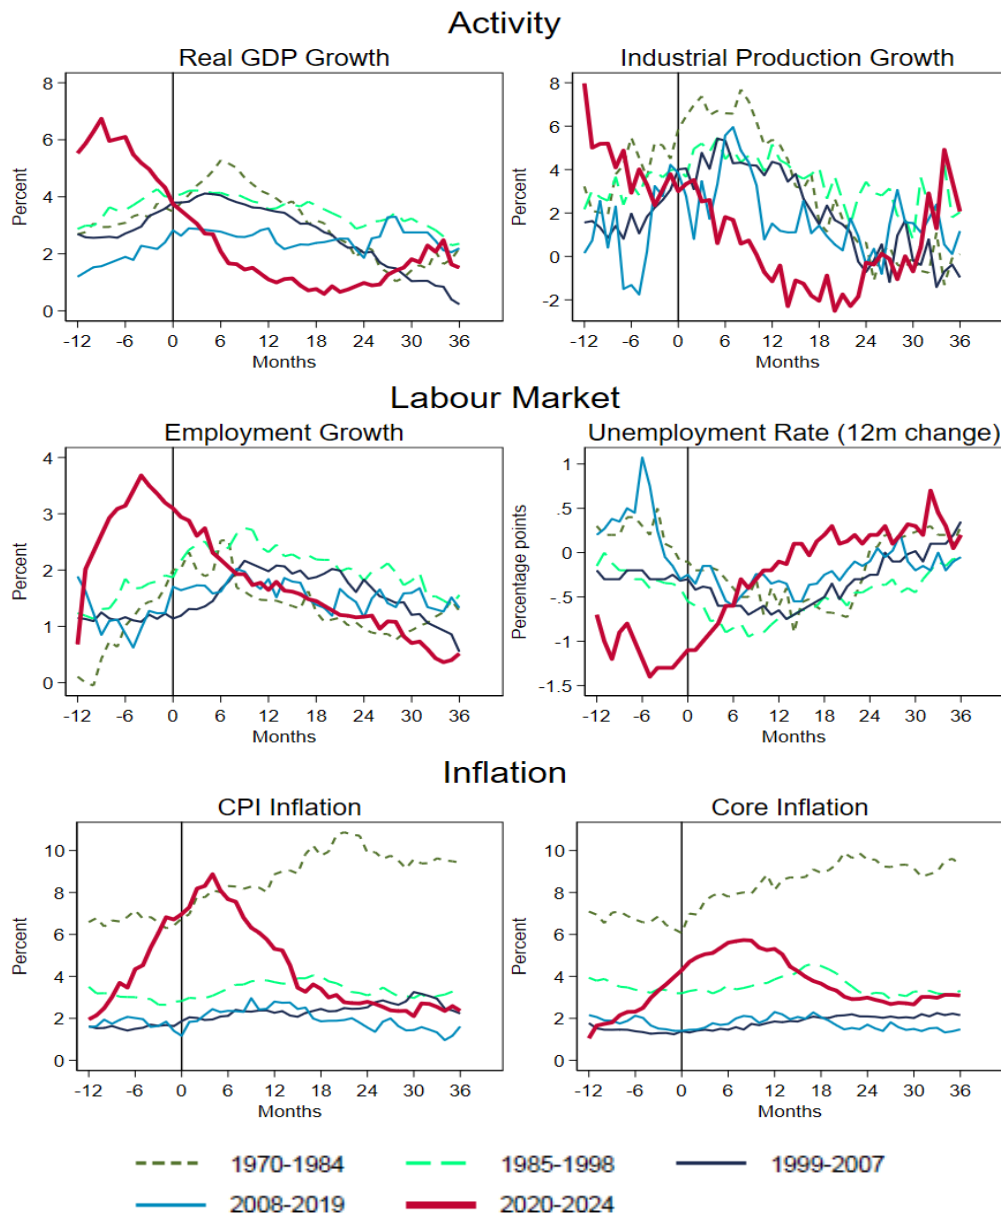 Activity
Real GDP Growth
Percent
8
6
4
2
0
-12 -6 0 6 12 18 24 30 36
Months
Industrial Production Growth
Percent
8
6
4
2
0
-2
-12 -6 0 6 12 18 24 30 36
Months
Labour Market
Employment Growth
Percent
4
3
2
1
0
-12 -6 0 6 12 18 24 30 36
Months
Unemployment Rate (12m change)
Percentage points
1
.5
0
-.5
-1
-1.5
-12 -6 0 6 12 18 24 30 36
Months
Inflation
CPI Inflation
Percent
10
8
6
4
2
0
-12 -6 0 6 12 18 24 30 36
Months
Core Inflation
Percent
10
8
6
4
2
0
-12 -6 0 6 12 18 24 30 36
Months
1970-1984 1985-1998 1999-2007
2008-2019 2020-2024